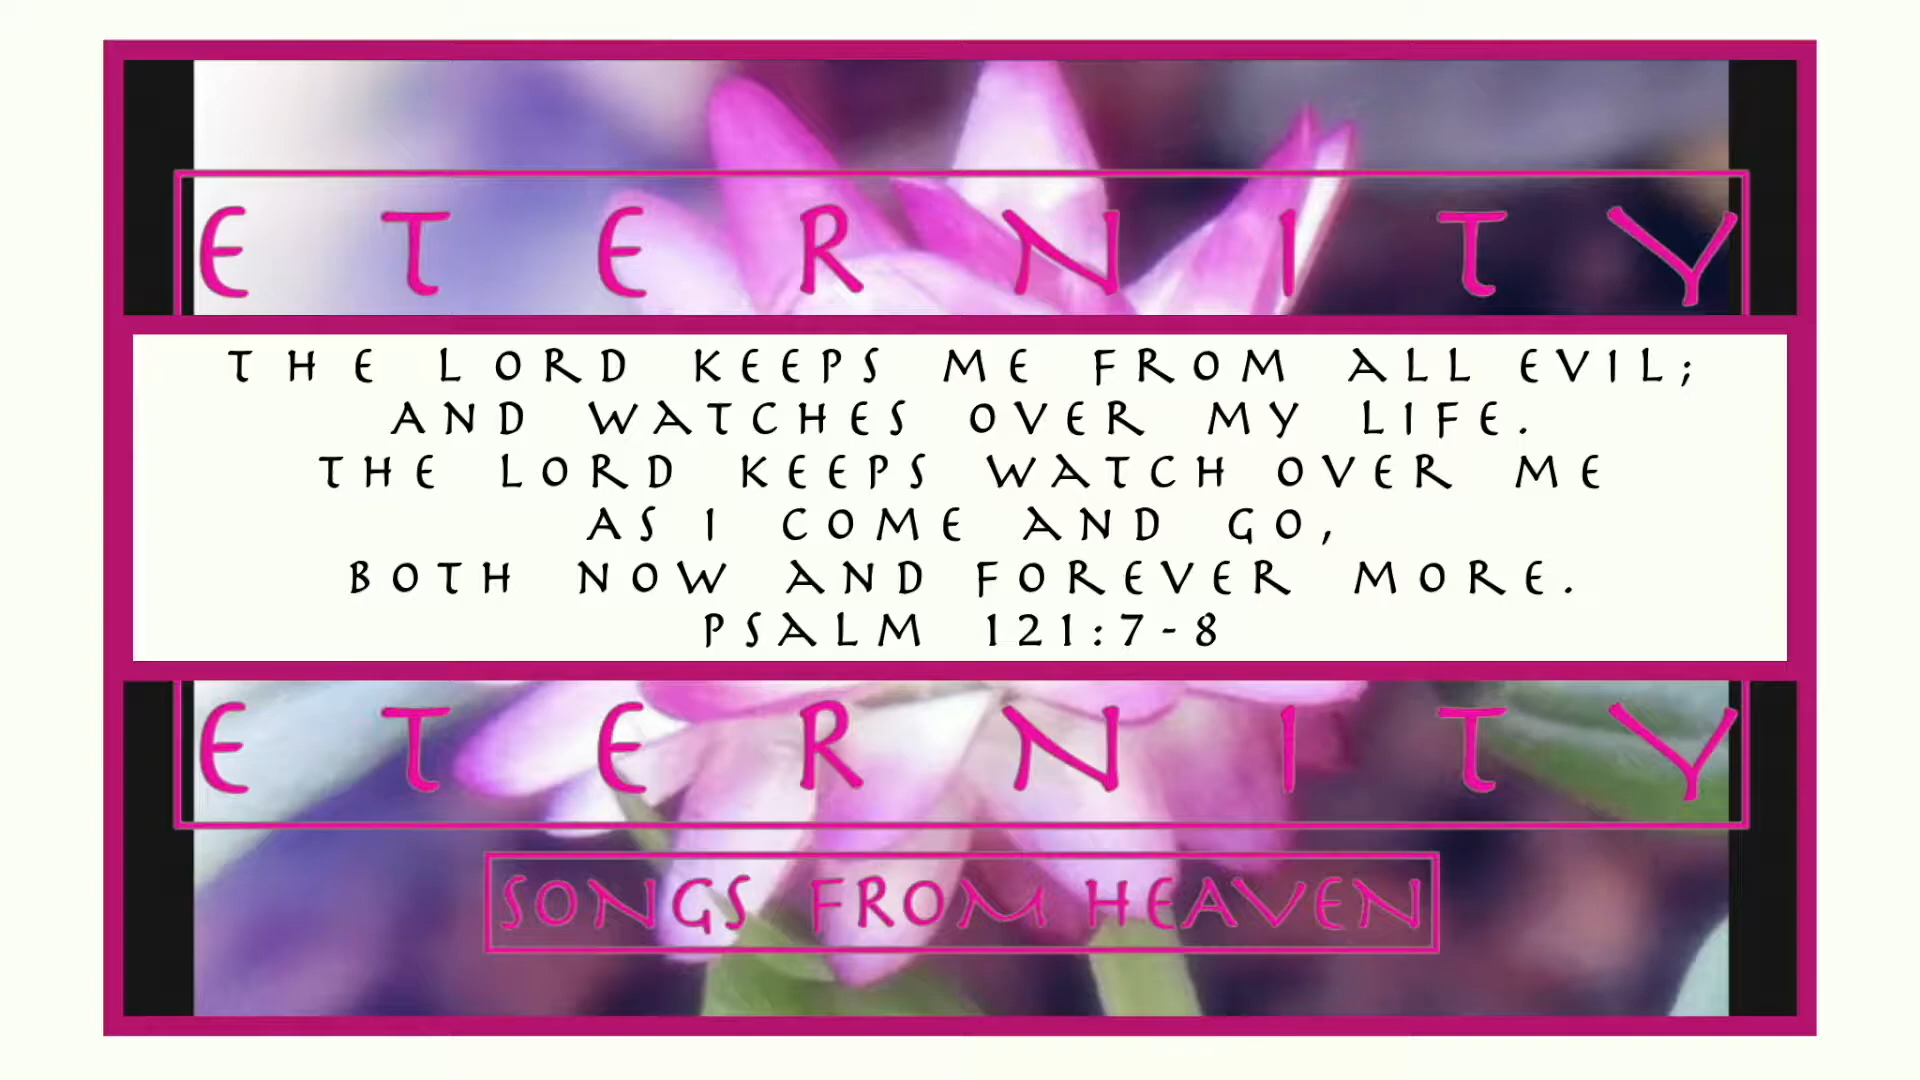 ETERNITY
THE LORD KEEPS ME FROM ALL EVIL;
AND WATCHES OVER MY LIFE.
THE LORD KEEPS WATCH OVER ME
AS I COME AND GO,
BOTH NOW AND FOREVER MORE.
PSALM 121:7-8
ETERNITY
SONGS FROM HEAVEN